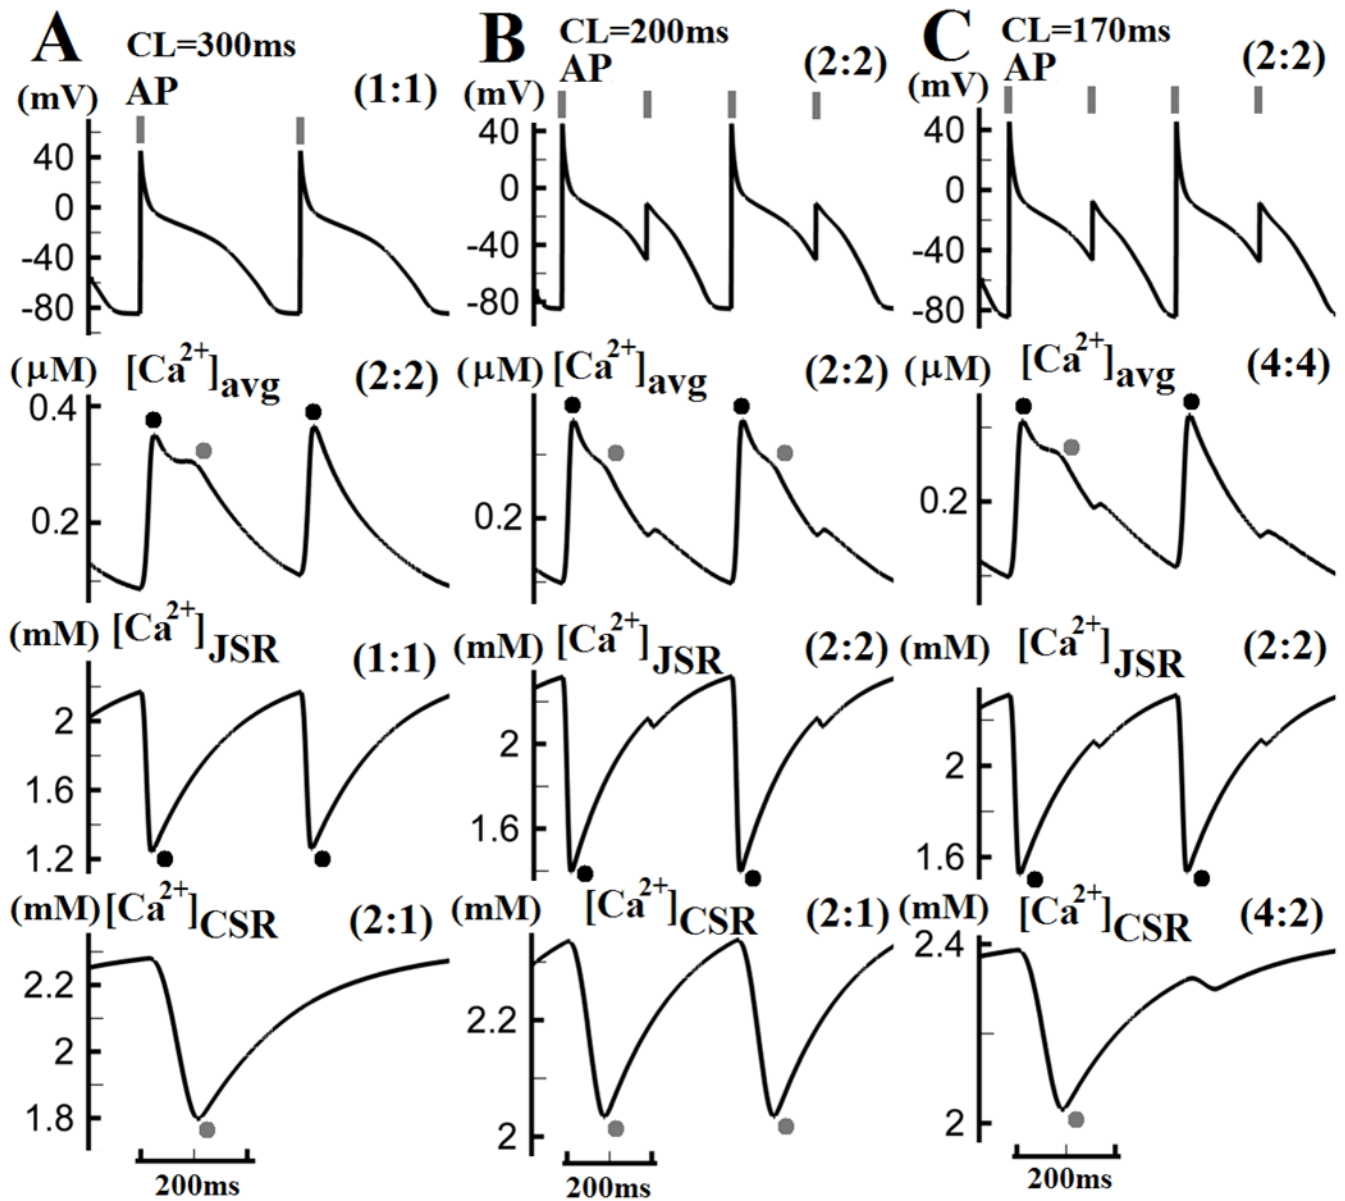 A
CL=300ms
AP
(mV)
(1:1)
40
0
-40
-80
(μM)
[Ca2+]avg
(2:2)
0.4
0.2
(mM)
[Ca2+]JSR
(1:1)
2
1.6
1.2
(mM)
[Ca2+]CSR
(2:1)
2.2
2
1.8
200ms
B
CL=200ms
AP
(mV)
(2:2)
40
0
-40
-80
(μM)
[Ca2+]avg
(2:2)
0.2
(mM)
[Ca2+]JSR
(2:2)
2
1.6
(mM)
[Ca2+]CSR
(2:1)
2.2
2
200ms
C
CL=170ms
AP
(mV)
(2:2)
40
0
-40
-80
(μM)
[Ca2+]avg
(4:4)
0.2
(mM)
[Ca2+]JSR
(2:2)
2
1.6
(mM)
[Ca2+]CSR
(4:2)
2.4
2
200ms